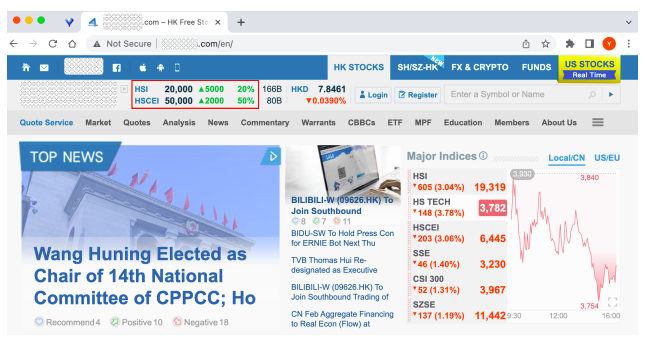 .com – HK Free Sto
Not Secure
.com/en/
HK STOCKS
SH/SZ-HK
NEW
FX & CRYPTO
FUNDS
US STOCKS
Real Time
HSI 20,000 ▲5000 20% 166B
HSCEI 50,000 ▲2000 50% 80B
HKD 7.8461
▼0.0390%
Login
Register
Enter a Symbol or Name
Quote Service Market Quotes Analysis News Commentary Warrants CBBCs ETF MPF Education Members About Us
TOP NEWS
Wang Huning Elected as
Chair of 14th National
Committee of CPPCC; Ho
Recommend 4 Positive 10 Negative 18
BILIBILI-W (09626.HK) To
Join Southbound
8 7 11
BIDU-SW To Hold Press Con
for ERNIE Bot Next Thu
TVB Thomas Hui Re-
designated as Executive
BILIBILI-W (09626.HK) To
Join Southbound Trading of
CN Feb Aggregate Financing
to Real Econ (Flow) at
Major Indices
Local/CN US/EU
HSI
▼605 (3.04%) 19,319
HS TECH
▼148 (3.78%) 3,782
HSCEI
▼203 (3.06%) 6,445
SSE
▼46 (1.40%) 3,230
CSI 300
▼52 (1.31%) 3,967
SZSE
▼137 (1.19%) 11,442
3,930
3,840
3,754
9:30 12:00 16:00